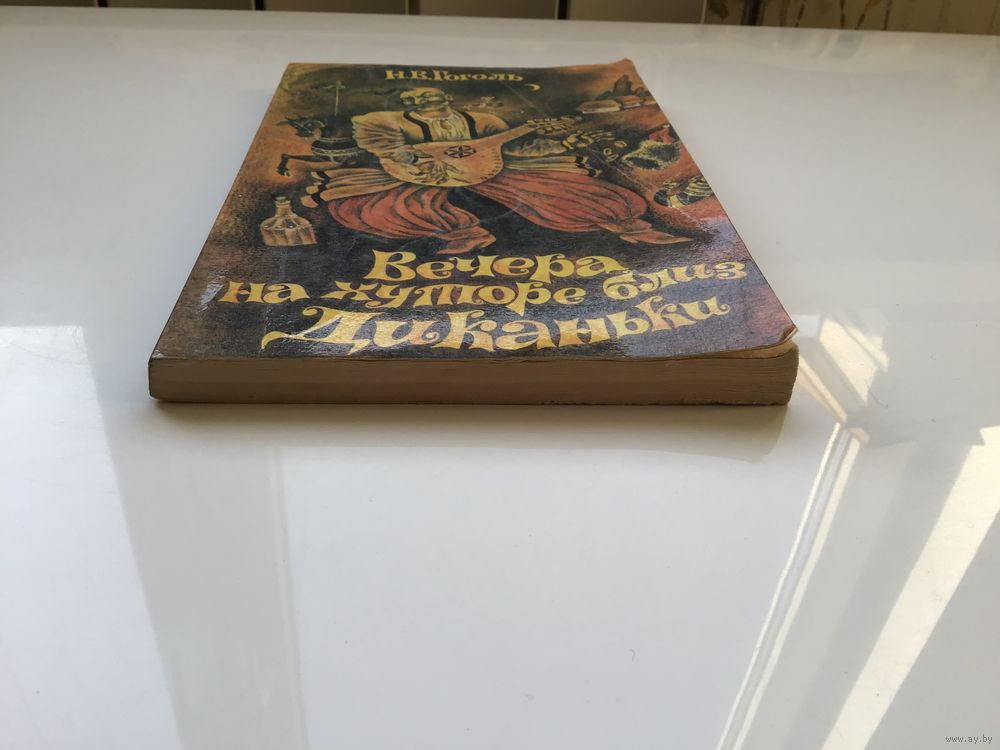 Н.В.Гоголь
Вечера
на хуторе близ
Диканьки
www.ay.by